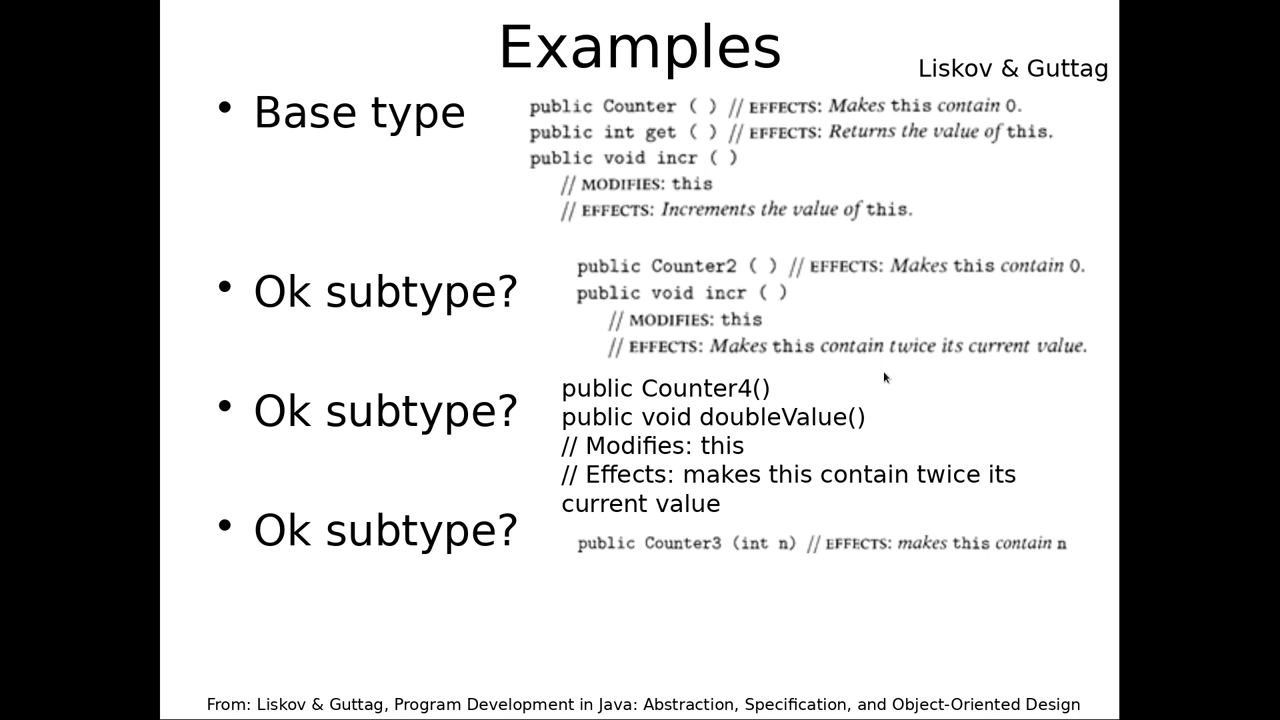 Examples
Liskov & Guttag
• Base type
public Counter ( ) // EFFECTS: Makes this contain 0.
public int get ( ) // EFFECTS: Returns the value of this.
public void incr ( )
// MODIFIES: this
// EFFECTS: Increments the value of this.
• Ok subtype?
public Counter2 ( ) // EFFECTS: Makes this contain 0.
public void incr ( )
// MODIFIES: this
// EFFECTS: Makes this contain twice its current value.
• Ok subtype?
public Counter4()
public void doubleValue()
// Modifies: this
// Effects: makes this contain twice its
current value
• Ok subtype?
public Counter3 (int n) // EFFECTS: makes this contain n
From: Liskov & Guttag, Program Development in Java: Abstraction, Specification, and Object-Oriented Design